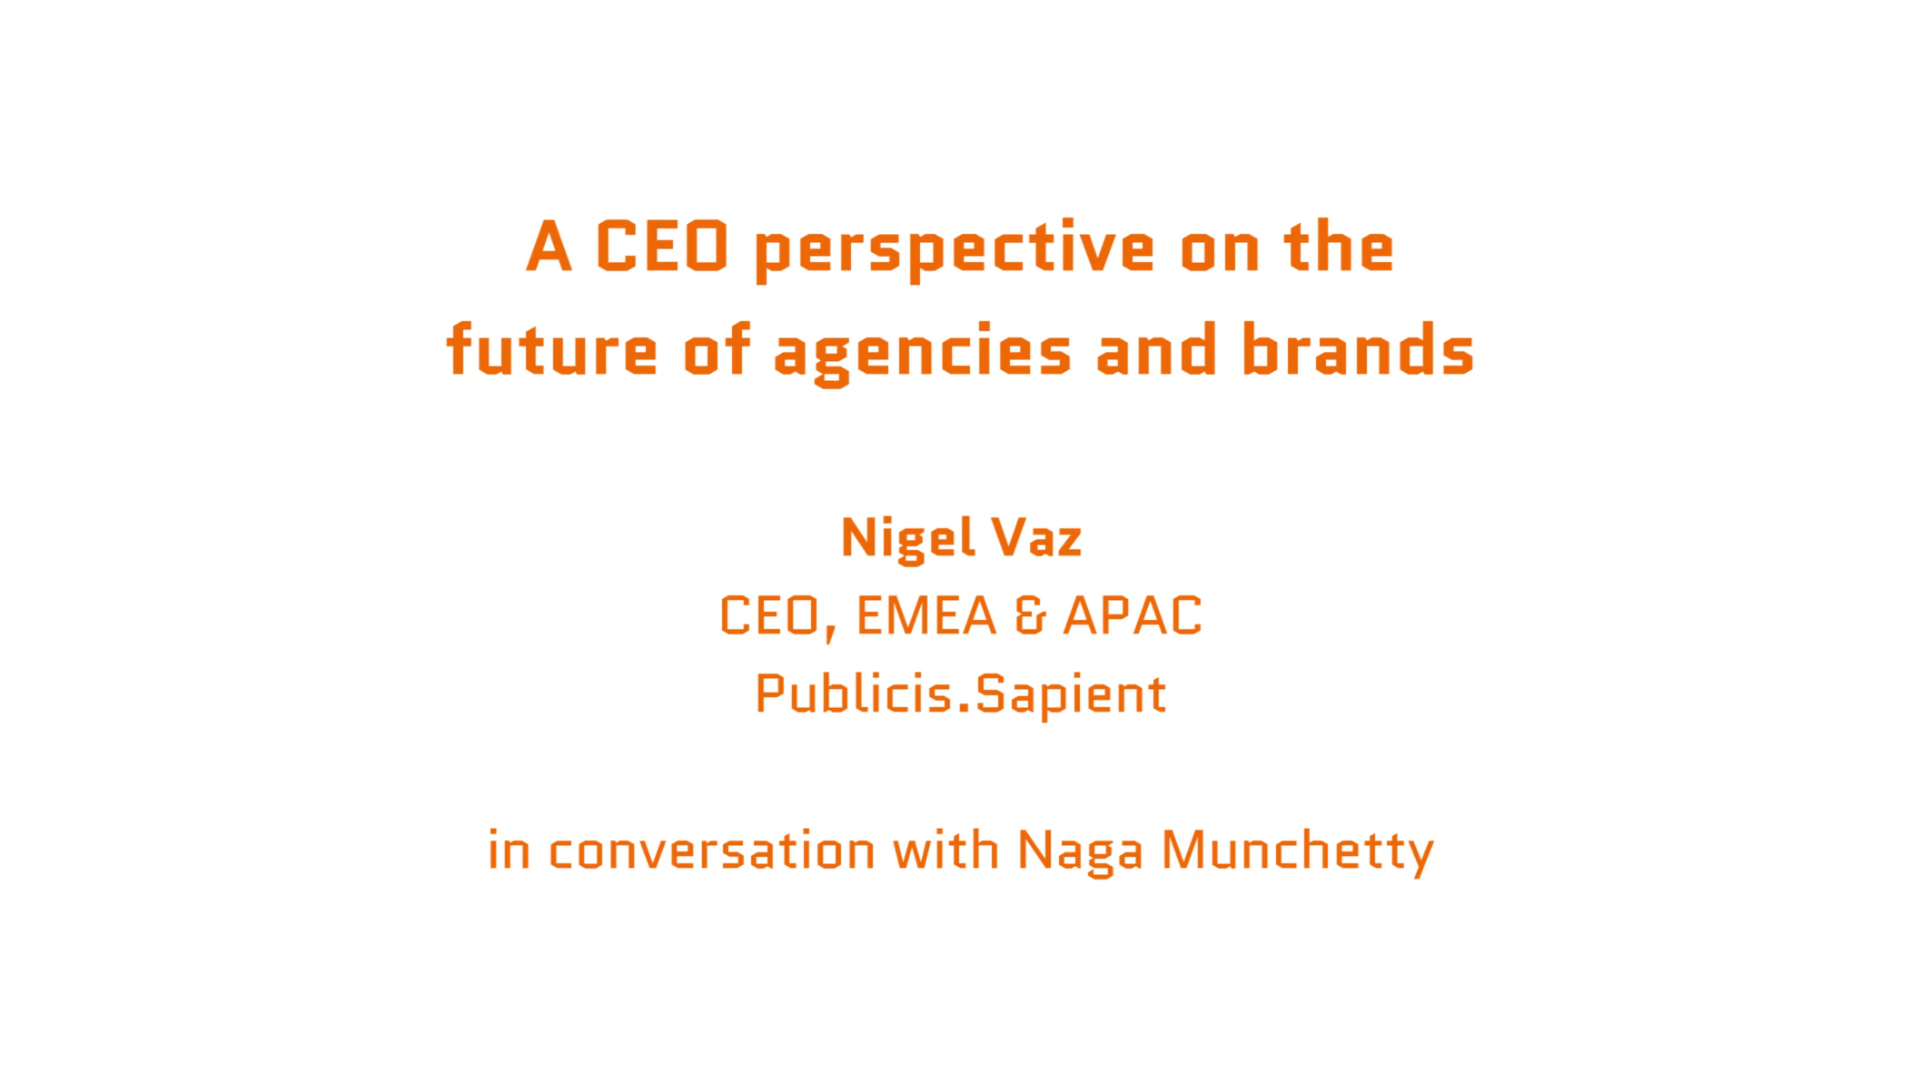 A CEO perspective on the
future of agencies and brands
Nigel Vaz
CEO, EMEA & APAC
Publicis.Sapient
in conversation with Naga Munchetty